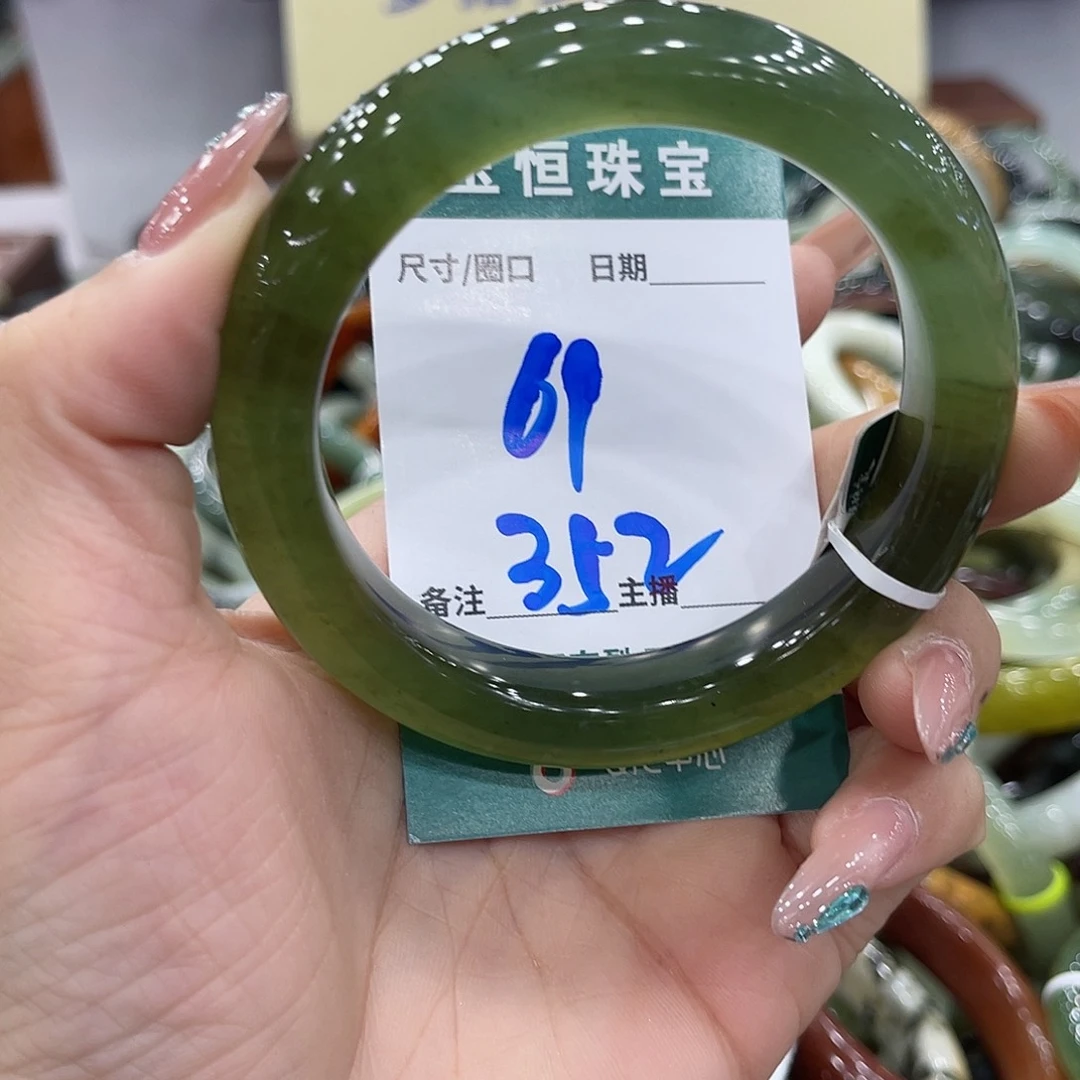 恒珠宝
尺寸/圈口 日期
61
352
备注 主播